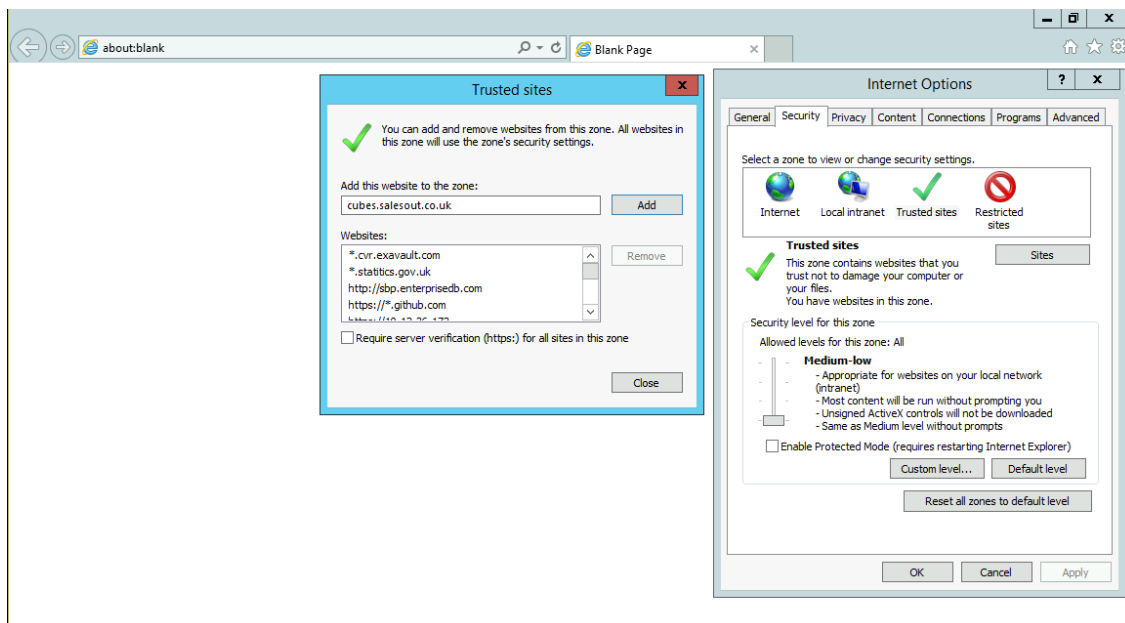 about:blank
Blank Page
Trusted sites
You can add and remove websites from this zone. All websites in
this zone will use the zone's security settings.
Add this website to the zone:
cubes.salesout.co.uk
Add
Websites:
*.cvr.exavault.com
*.statitics.gov.uk
http://sbp.enterprisedb.com
https://*.github.com
Remove
Require server verification (https:) for all sites in this zone
Close
Internet Options
? x
General Security Privacy Content Connections Programs Advanced
Select a zone to view or change security settings.
Internet
Local intranet
Trusted sites
Restricted
sites
Trusted sites
This zone contains websites that you
trust not to damage your computer or
your files.
You have websites in this zone.
Sites
Security level for this zone
Allowed levels for this zone: All
Medium-low
- Appropriate for websites on your local network
(intranet)
- Most content will be run without prompting you
- Unsigned ActiveX controls will not be downloaded
- Same as Medium level without prompts
Enable Protected Mode (requires restarting Internet Explorer)
Custom level...
Default level
Reset all zones to default level
OK
Cancel
Apply